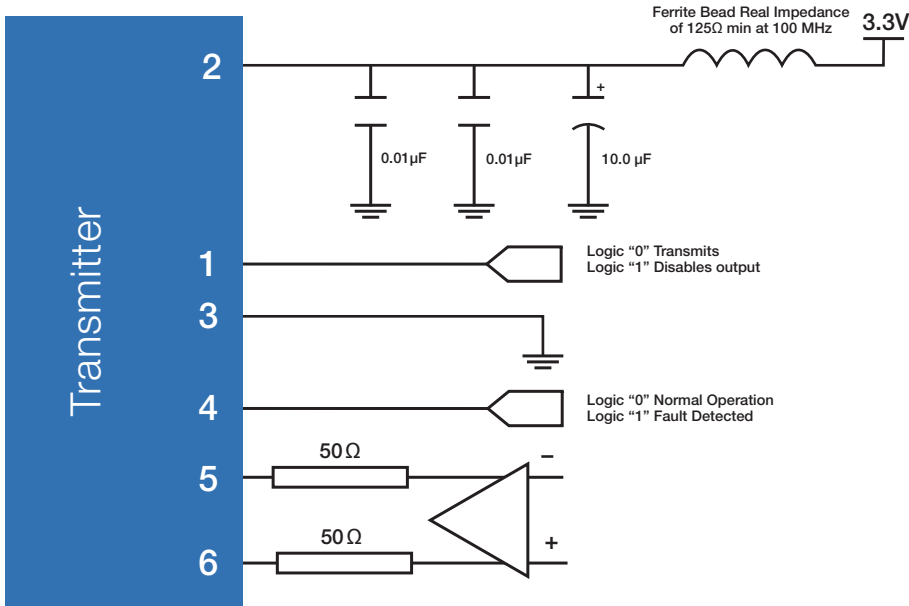 Ferrite Bead Real Impedance
of 125Ω min at 100 MHz
3.3V
2
+
0.01µF
0.01µF
10.0 µF
Transmitter
1
Logic “0” Transmits
Logic “1” Disables output
3
4
Logic “0” Normal Operation
Logic “1” Fault Detected
50Ω
5
–
50Ω
6
+